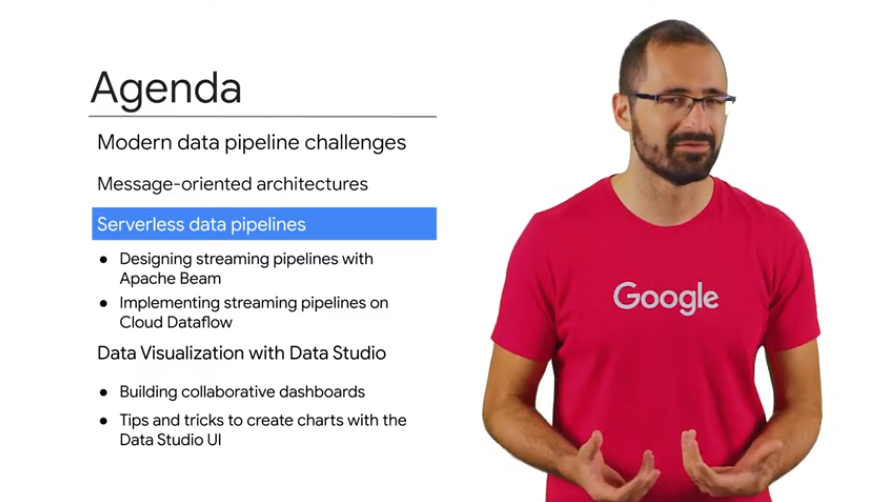 Agenda
Modern data pipeline challenges
Message-oriented architectures
Serverless data pipelines
● Designing streaming pipelines with
Apache Beam
● Implementing streaming pipelines on
Cloud Dataflow
Data Visualization with Data Studio
● Building collaborative dashboards
● Tips and tricks to create charts with the
Data Studio UI
Google